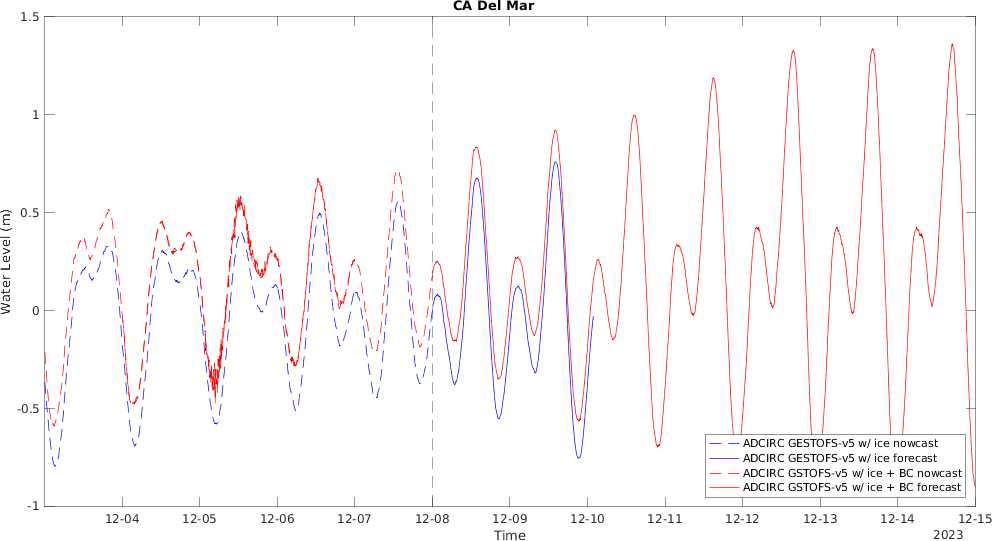 CA Del Mar
1.5
1
0.5
0
-0.5
-1
Water Level (m)
12-04 12-05 12-06 12-07 12-08 12-09 12-10 12-11 12-12 12-13 12-14 12-15
Time
2023
ADCIRC GESTOFS-v5 w/ ice nowcast
ADCIRC GESTOFS-v5 w/ ice forecast
ADCIRC GSTOFS-v5 w/ ice + BC nowcast
ADCIRC GSTOFS-v5 w/ ice + BC forecast